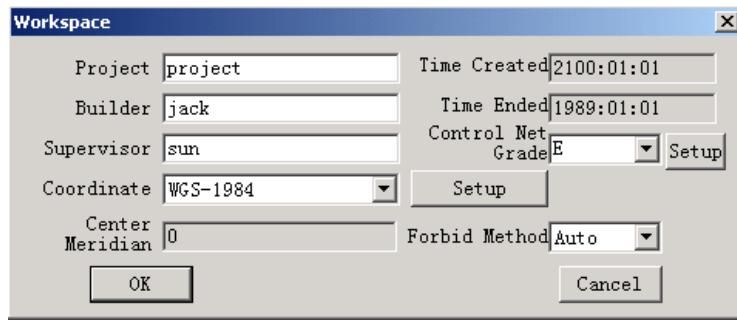 Workspace
Project project Time Created 2100:01:01
Builder jack Time Ended 1989:01:01
Supervisor sun Control Net
Grade E Setup
Coordinate WGS-1984 Setup
Center
Meridian 0 Forbid Method Auto
OK Cancel